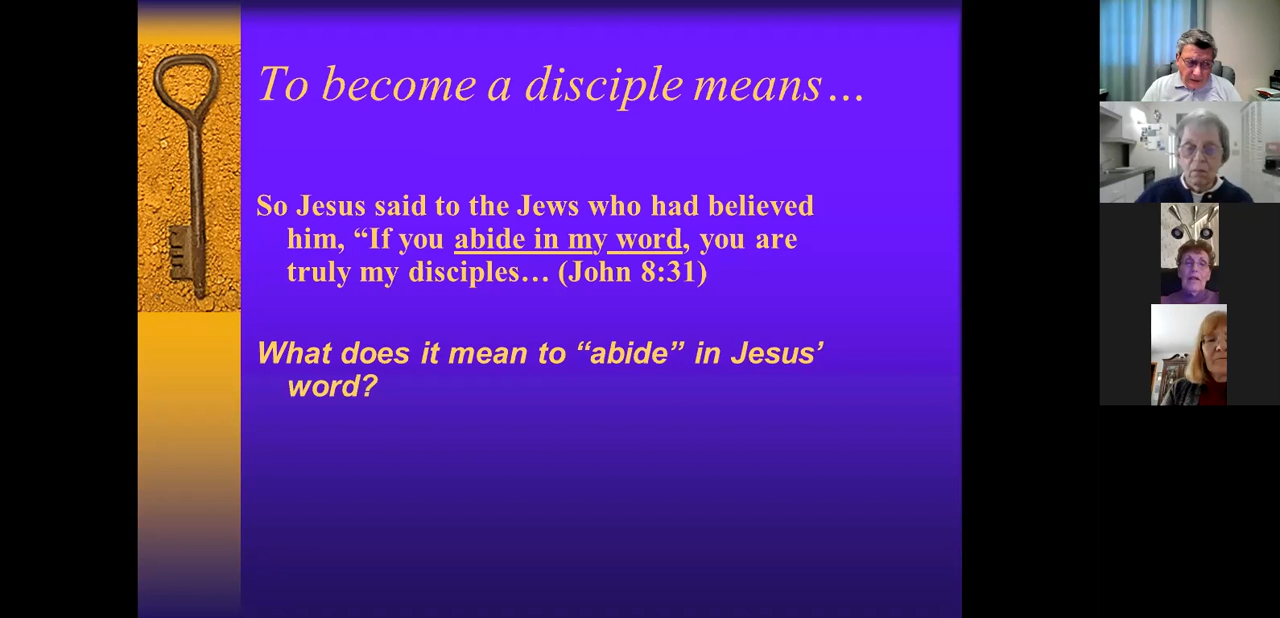 To become a disciple means…
So Jesus said to the Jews who had believed
him, “If you abide in my word, you are
truly my disciples… (John 8:31)
What does it mean to “abide” in Jesus’
word?